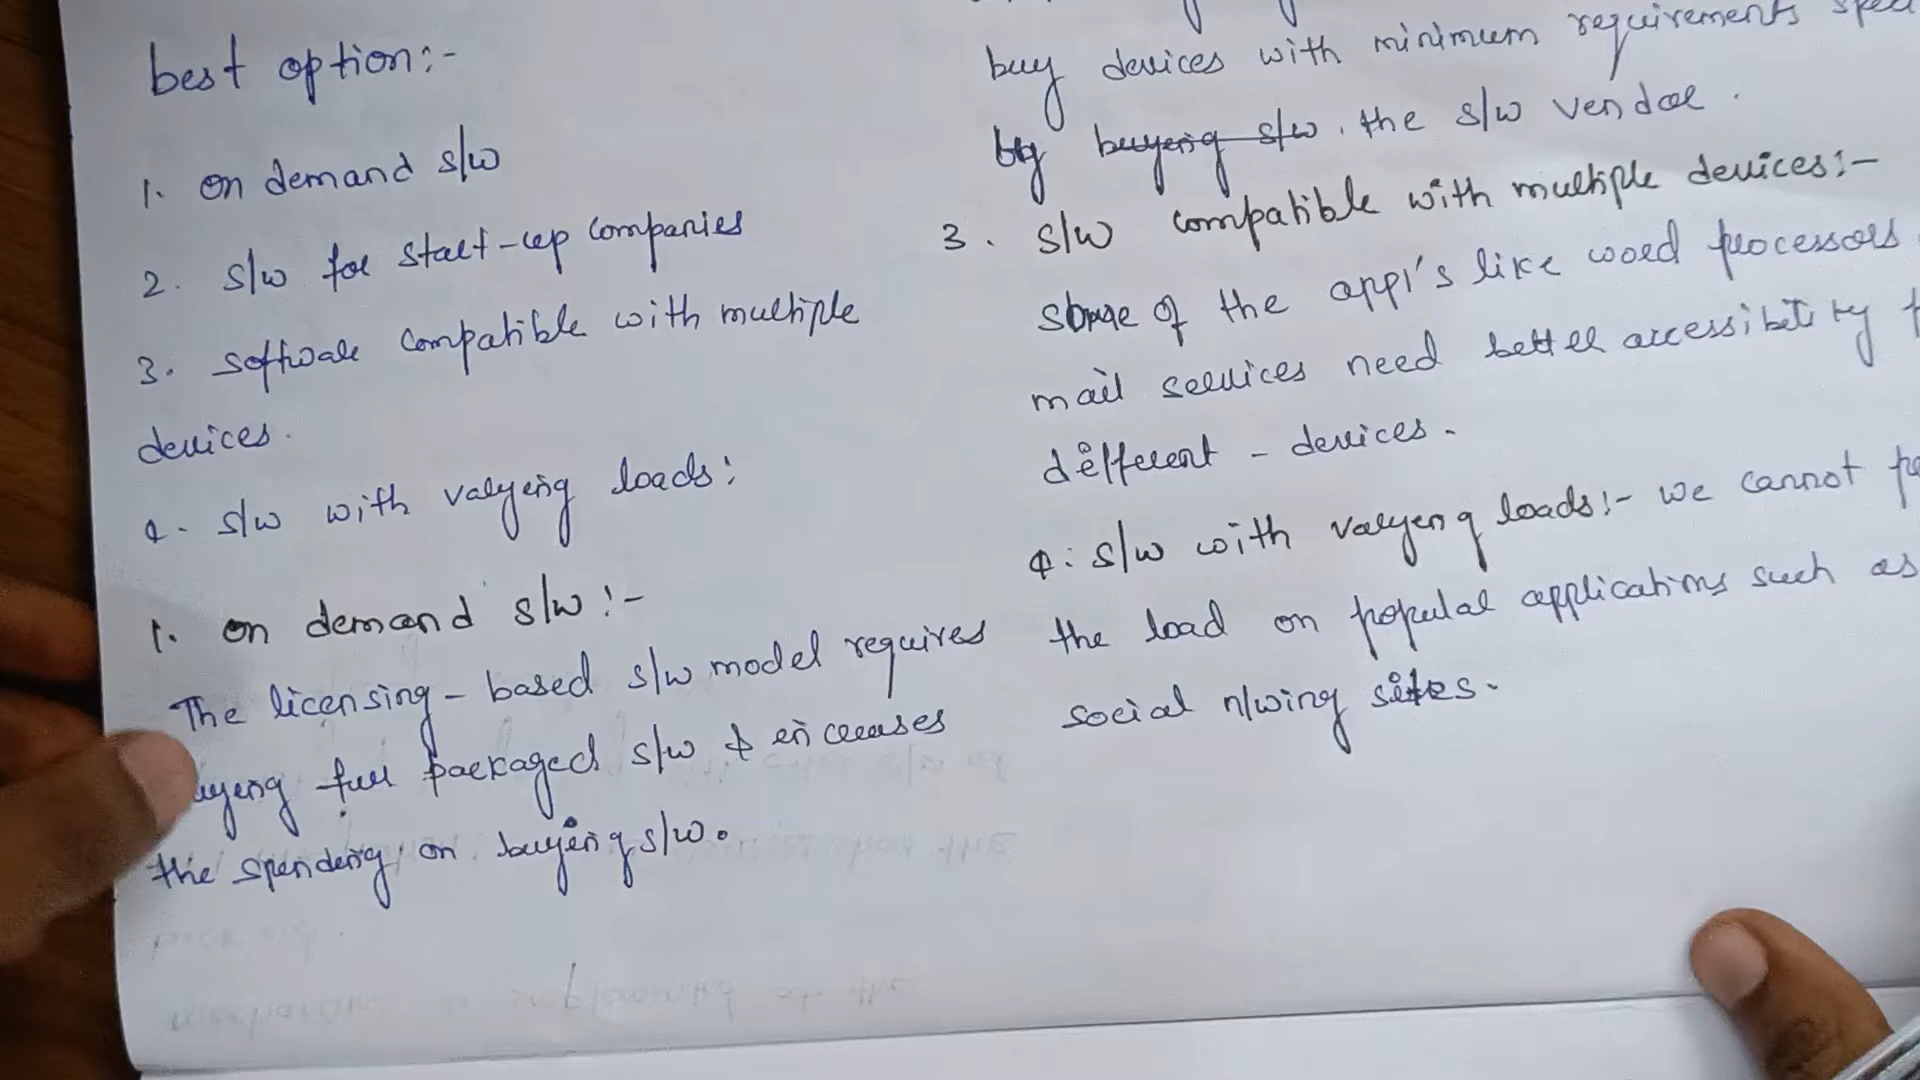 best option:-
1. on demand s/w
2. s/w for start-up companies
3. software compatible with multiple
devices.
4. s/w with varying loads:
1. on demand s/w :-
The licensing - based s/w model requires
full packaged s/w & increases
the spending on buying s/w.
buy devices with minimum requirements
by buying s/w. the s/w vendor.
3. s/w compatible with multiple devices:-
some of the appl's like word processors
mail services need better accessibility
different - devices.
4. s/w with varying loads:- we cannot
the load on popular applications such as
social n/wing sites.